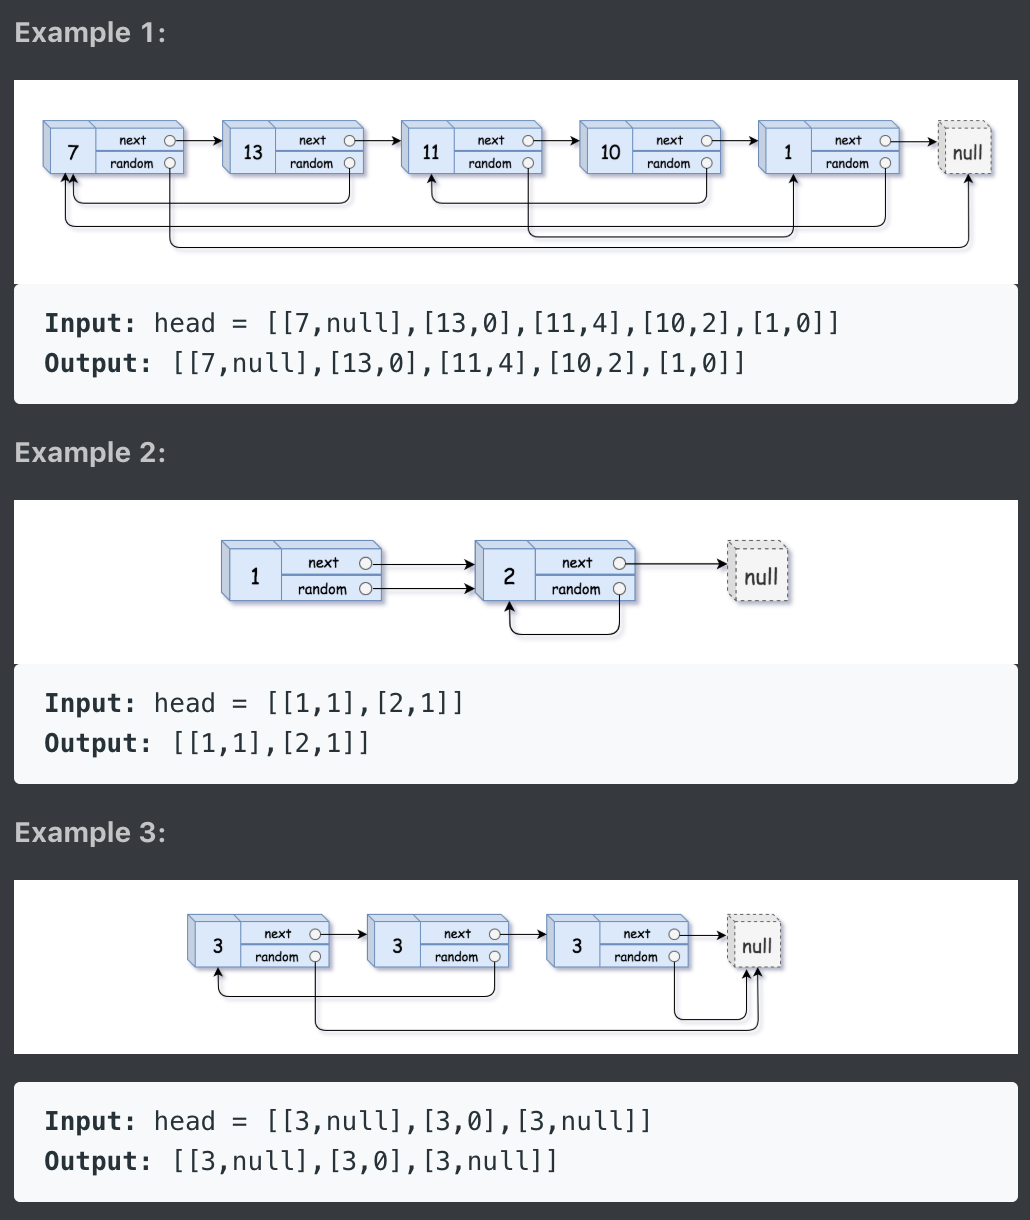 Example 1:
7 next random 13 next random 11 next random 10 next random 1 next random null
Input: head = [[7,null],[13,0],[11,4],[10,2],[1,0]]
Output: [[7,null],[13,0],[11,4],[10,2],[1,0]]
Example 2:
1 next random 2 next random null
Input: head = [[1,1],[2,1]]
Output: [[1,1],[2,1]]
Example 3:
3 next random 3 next random 3 next random null
Input: head = [[3,null],[3,0],[3,null]]
Output: [[3,null],[3,0],[3,null]]